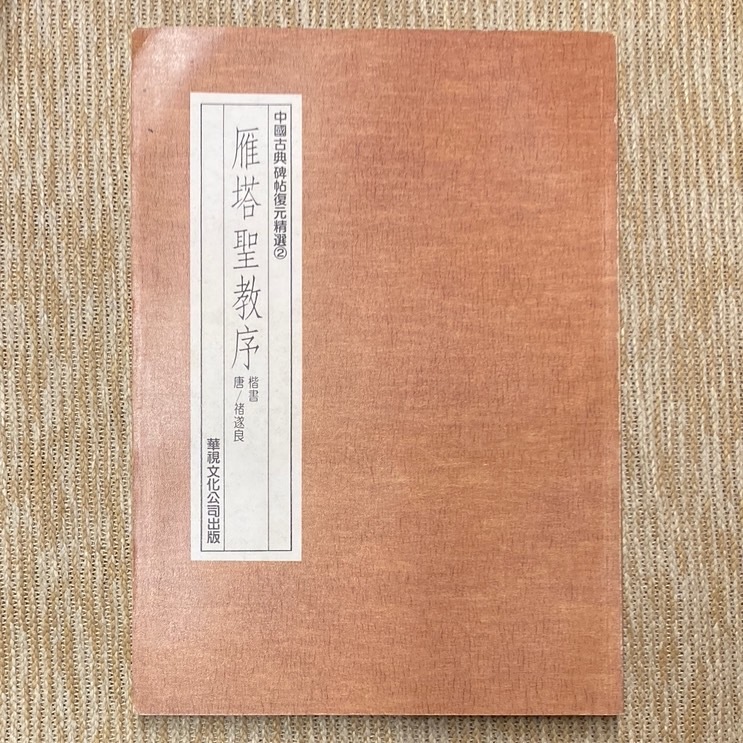 中國古典碑帖復元精選②
雁塔聖教序
楷書
唐/褚遂良
華視文化公司出版